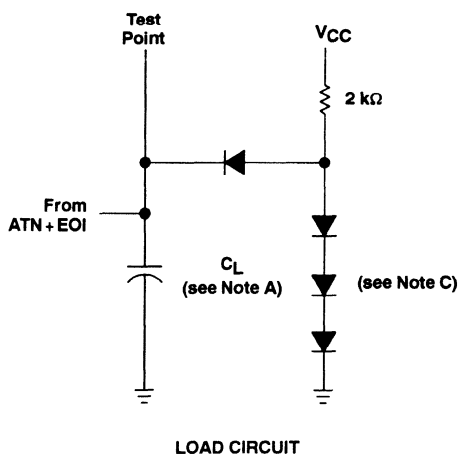 Test
Point
VCC
2 kΩ
From
ATN + EOI
CL
(see Note A)
(see Note C)
LOAD CIRCUIT